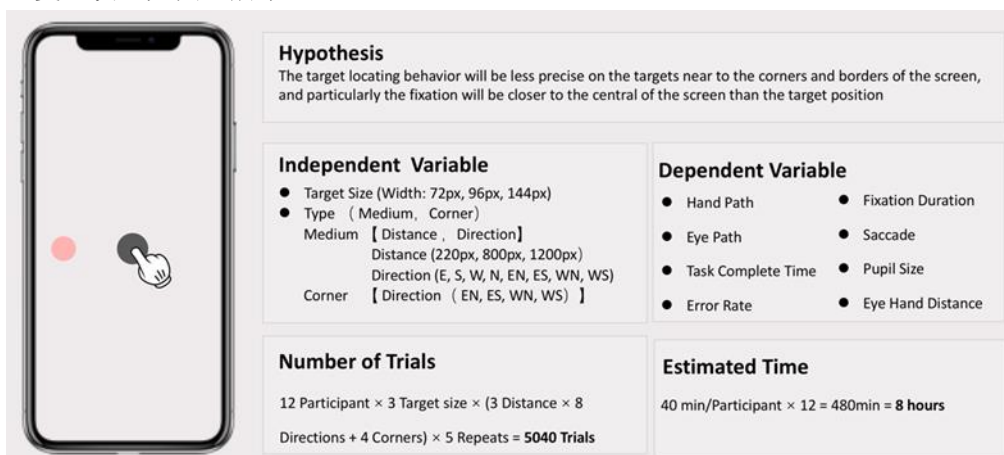 Hypothesis
The target locating behavior will be less precise on the targets near to the corners and borders of the screen,
and particularly the fixation will be closer to the central of the screen than the target position
Independent Variable
● Target Size (Width: 72px, 96px, 144px)
● Type （ Medium, Corner）
Medium 【 Distance , Direction】
Distance (220px, 800px, 1200px）
Direction (E, S, W, N, EN, ES, WN, WS)
Corner 【 Direction （ EN, ES, WN, WS）】
Dependent Variable
● Hand Path
● Eye Path
● Task Complete Time
● Error Rate
● Fixation Duration
● Saccade
● Pupil Size
● Eye Hand Distance
Number of Trials
12 Participant × 3 Target size × (3 Distance × 8
Directions + 4 Corners) × 5 Repeats = 5040 Trials
Estimated Time
40 min/Participant × 12 = 480min = 8 hours